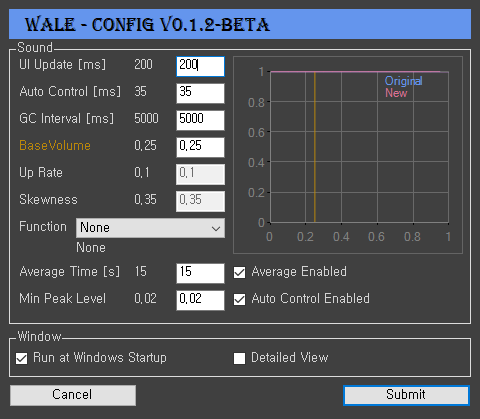 WALE - CONFIG V0.1.2-BETA
Sound
UI Update [ms] 200 200
Auto Control [ms] 35 35
GC Interval [ms] 5000 5000
BaseVolume 0,25 0,25
Up Rate 0,1 0,1
Skewness 0,35 0,35
Function None
None
Average Time [s] 15 15
Min Peak Level 0,02 0,02
Original
New
1
0.8
0.6
0.4
0.2
0
0 0.2 0.4 0.6 0.8 1
Average Enabled
Auto Control Enabled
Window
Run at Windows Startup Detailed View
Cancel Submit